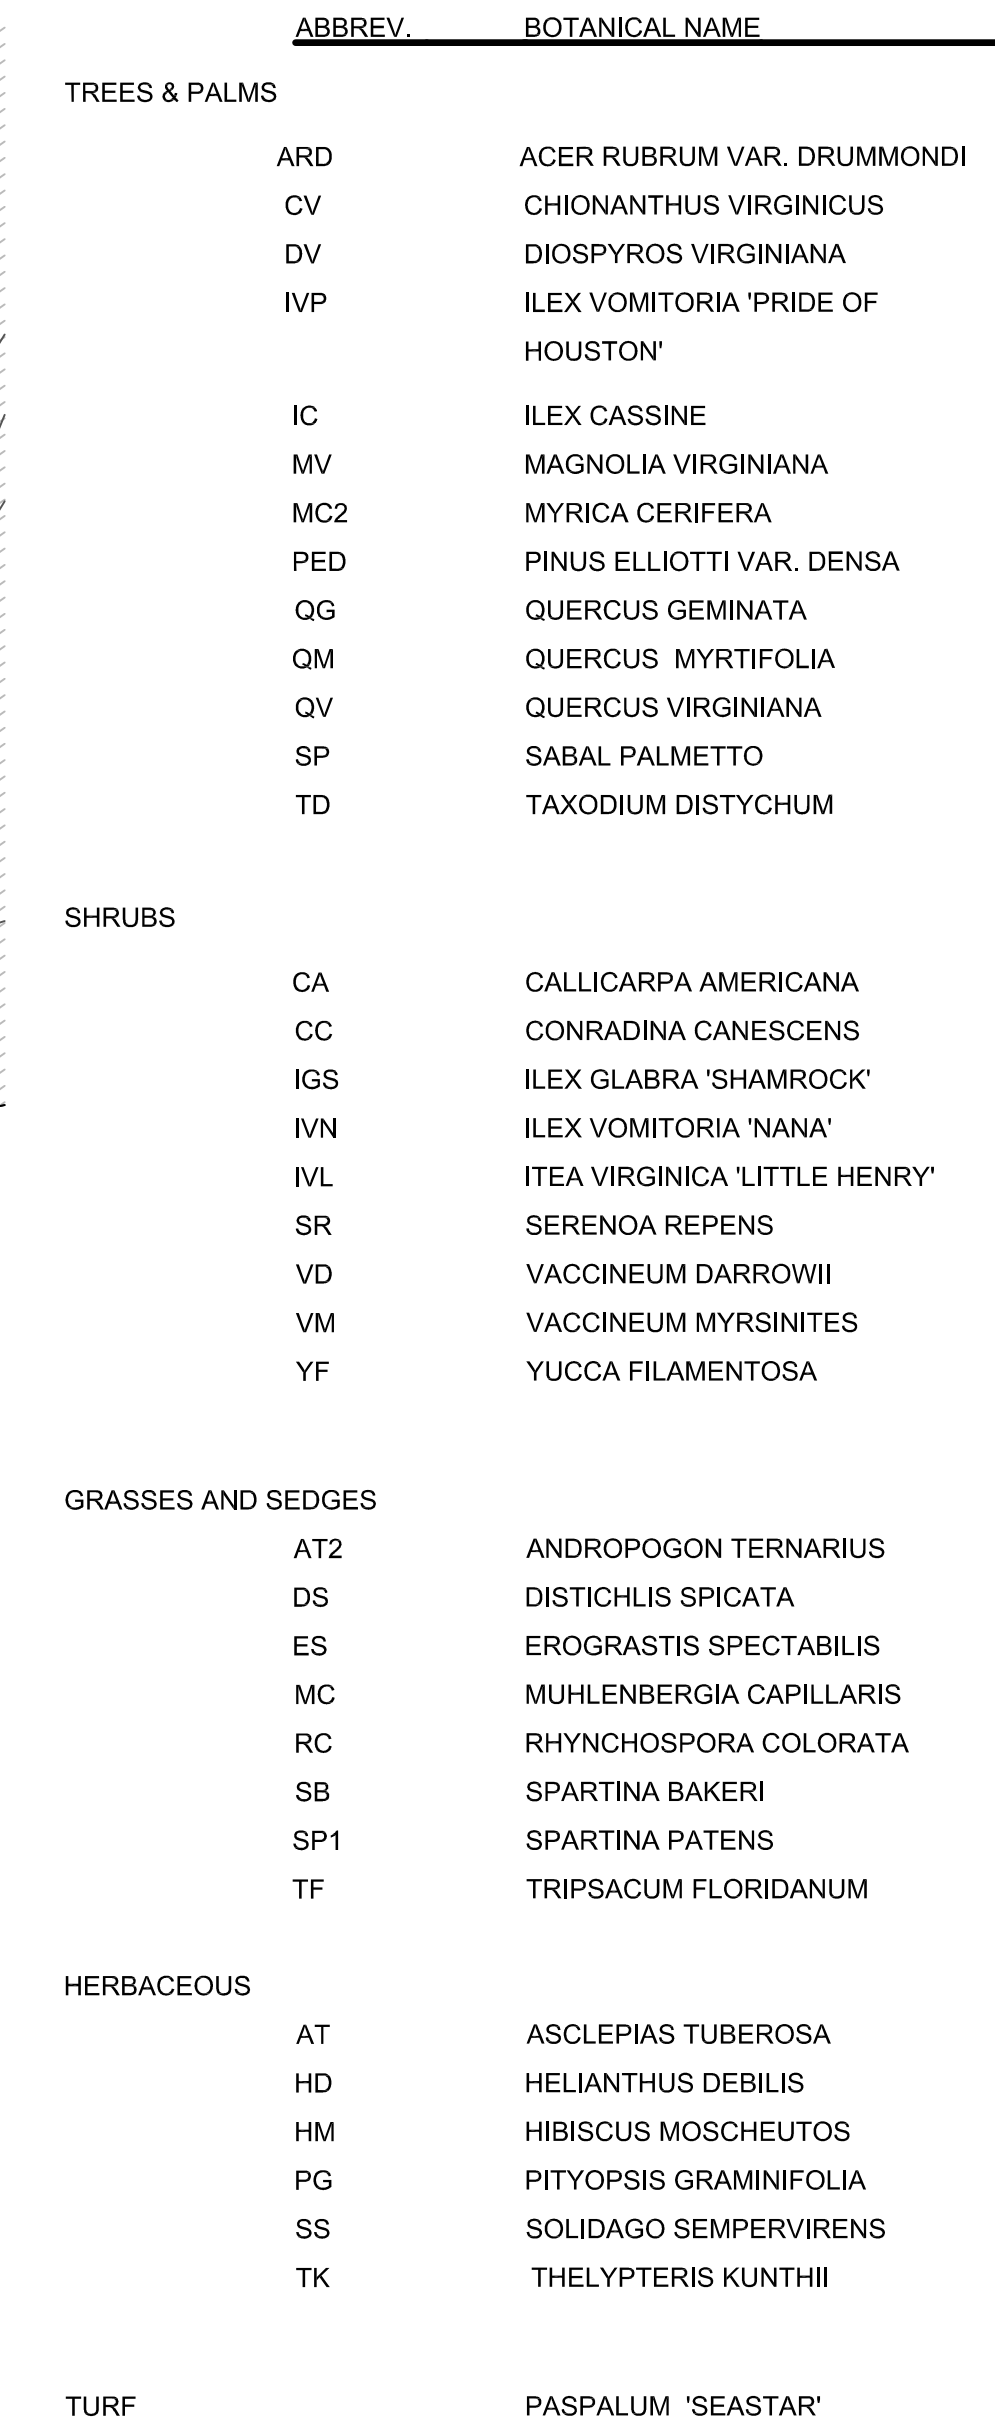 ABBREV. BOTANICAL NAME
TREES & PALMS
ARD ACER RUBRUM VAR. DRUMMONDI
CV CHIONANTHUS VIRGINICUS
DV DIOSPYROS VIRGINIANA
IVP ILEX VOMITORIA 'PRIDE OF
HOUSTON'
IC ILEX CASSINE
MV MAGNOLIA VIRGINIANA
MC2 MYRICA CERIFERA
PED PINUS ELLIOTTI VAR. DENSA
QG QUERCUS GEMINATA
QM QUERCUS MYRTIFOLIA
QV QUERCUS VIRGINIANA
SP SABAL PALMETTO
TD TAXODIUM DISTYCHUM
SHRUBS
CA CALLICARPA AMERICANA
CC CONRADINA CANESCENS
IGS ILEX GLABRA 'SHAMROCK'
IVN ILEX VOMITORIA 'NANA'
IVL ITEA VIRGINICA 'LITTLE HENRY'
SR SERENOA REPENS
VD VACCINEUM DARROWII
VM VACCINEUM MYRSINITES
YF YUCCA FILAMENTOSA
GRASSES AND SEDGES
AT2 ANDROPOGON TERNARIUS
DS DISTICHLIS SPICATA
ES EROGRASTIS SPECTABILIS
MC MUHLENBERGIA CAPILLARIS
RC RHYNCHOSPORA COLORATA
SB SPARTINA BAKERI
SP1 SPARTINA PATENS
TF TRIPSACUM FLORIDANUM
HERBACEOUS
AT ASCLEPIAS TUBEROSA
HD HELIANTHUS DEBILIS
HM HIBISCUS MOSCHEUTOS
PG PITYOPSIS GRAMINIFOLIA
SS SOLIDAGO SEMPERVIRENS
TK THELYPTERIS KUNTHII
TURF PASPALUM 'SEASTAR'